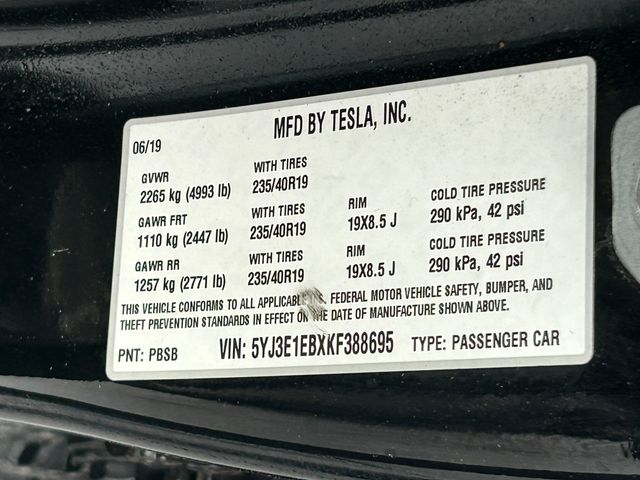 MFD BY TESLA, INC.
06/19
GVWR WITH TIRES
2265 kg (4993 lb) 235/40R19
GAWR FRT WITH TIRES RIM COLD TIRE PRESSURE
1110 kg (2447 lb) 235/40R19 19X8.5 J 290 kPa, 42 psi
GAWR RR WITH TIRES RIM COLD TIRE PRESSURE
1257 kg (2771 lb) 235/40R19 19X8.5 J 290 kPa, 42 psi
THIS VEHICLE CONFORMS TO ALL U.S. FEDERAL MOTOR VEHICLE SAFETY, BUMPER, AND
THEFT PREVENTION STANDARDS IN EFFECT ON THE DATE OF MANUFACTURE SHOWN ABOVE.
PNT: PBSB VIN: 5YJ3E1EBXKF388695 TYPE: PASSENGER CAR